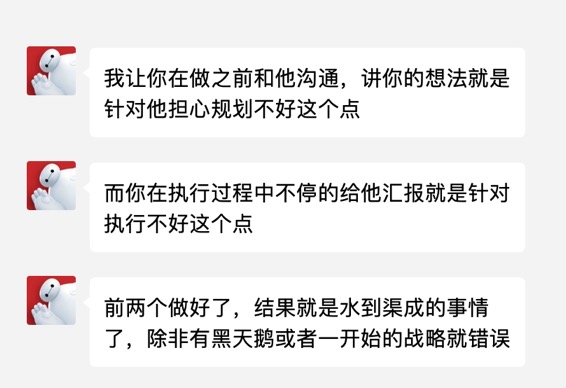 我让你在做之前和他沟通，讲你的想法就是
针对他担心规划不好这个点
而你在执行过程中不停的给他汇报就是针对
执行不好这个点
前两个做好了，结果就是水到渠成的事情
了，除非有黑天鹅或者一开始的战略就错误